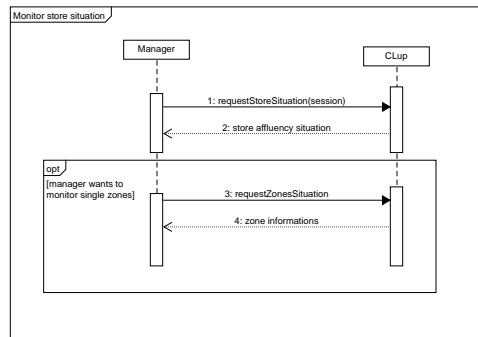 Monitor store situation
Manager
CLup
1: requestStoreSituation(session)
2: store affluency situation
opt
[manager wants to
monitor single zones]
3: requestZonesSituation
4: zone informations